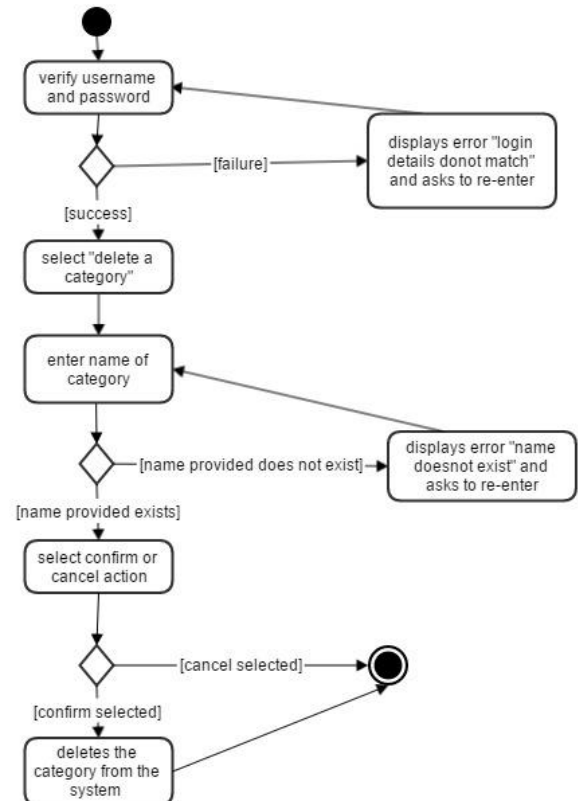 verify username
and password
[failure]
displays error "login
details donot match"
and asks to re-enter
[success]
select "delete a
category"
enter name of
category
[name provided does not exist]
displays error "name
doesnot exist" and
asks to re-enter
[name provided exists]
select confirm or
cancel action
[cancel selected]
[confirm selected]
deletes the
category from the
system